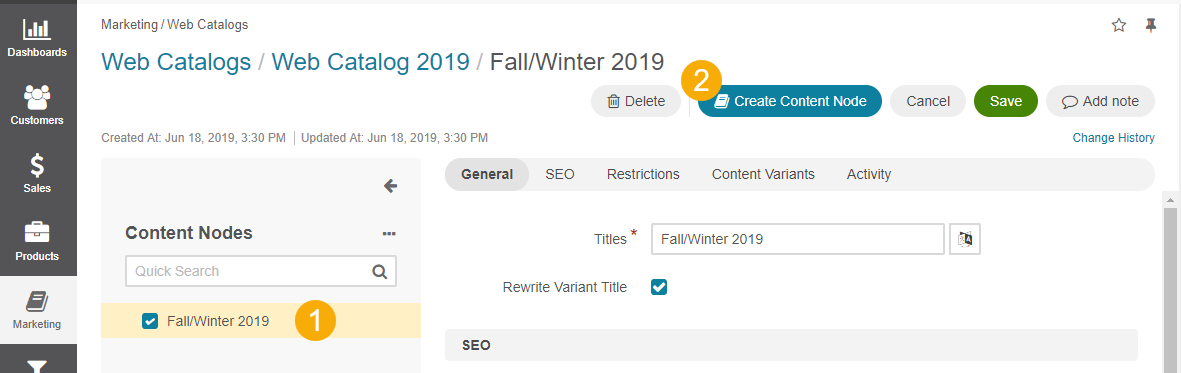 Dashboards
Customers
Sales
Products
Marketing
Marketing / Web Catalogs
Web Catalogs / Web Catalog 2019 / Fall/Winter 2019
2
Delete
Create Content Node
Cancel
Save
Add note
Created At: Jun 18, 2019, 3:30 PM
Updated At: Jun 18, 2019, 3:30 PM
Change History
Content Nodes
Quick Search
Fall/Winter 2019
1
General
SEO
Restrictions
Content Variants
Activity
Titles *
Fall/Winter 2019
Rewrite Variant Title
SEO